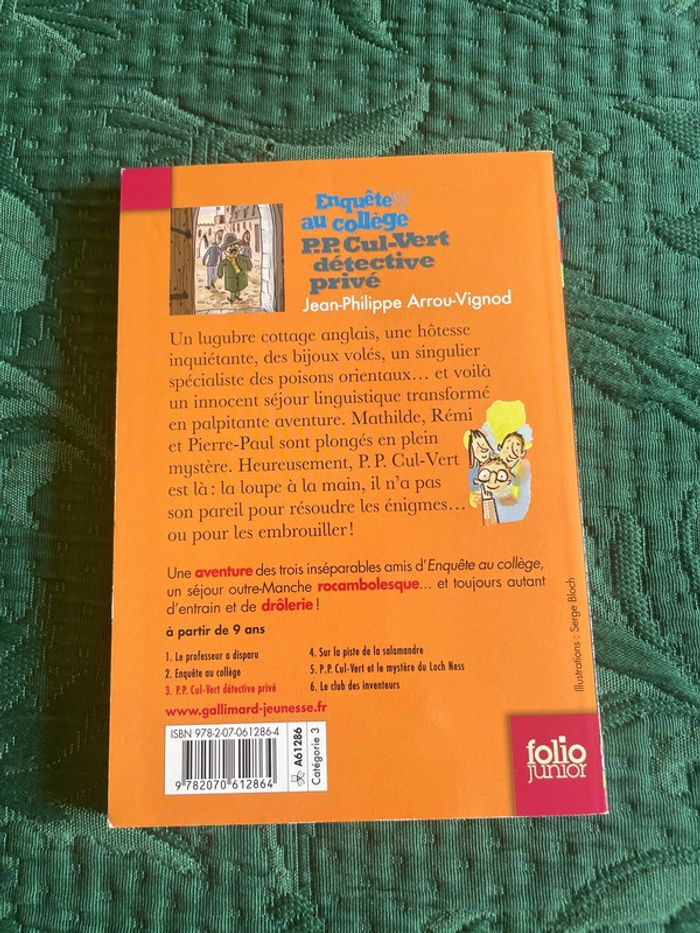 Enquête
au collège
P.P. Cul-Vert
détective
privé
Jean-Philippe Arrou-Vignod
Un lugubre cottage anglais, une hôtesse
inquiétante, des bijoux volés, un singulier
spécialiste des poisons orientaux... et voilà
un innocent séjour linguistique transformé
en palpitante aventure. Mathilde, Rémi
et Pierre-Paul sont plongés en plein
mystère. Heureusement, P. P. Cul-Vert
est là : la loupe à la main, il n'a pas
son pareil pour résoudre les énigmes...
ou pour les embrouiller !
Une aventure des trois inséparables amis d'Enquête au collège,
un séjour outre-Manche rocambolesque... et toujours autant
d'entrain et de drôlerie !
à partir de 9 ans
1. Le professeur a disparu
2. Enquête au collège
3. P.P. Cul-Vert détective privé
4. Sur la piste de la salamandre
5. P.P. Cul-Vert et le mystère du Loch Ness
6. Le club des inventeurs
www.gallimard-jeunesse.fr
ISBN 978-2-07-061286-4
9 782070 612864
A61286
Catégorie 3
Illustrations : Serge Bloch
folio
junior